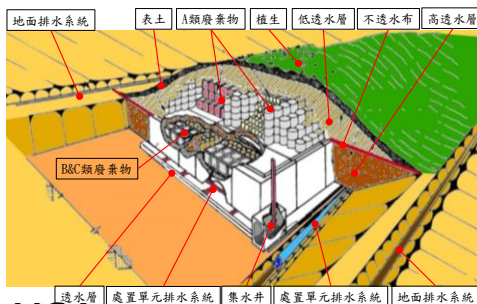 地面排水系統
表土
A類廢棄物
植生
低透水層
不透水布
高透水層
B&C類廢棄物
透水層
處置單元排水系統
集水井
處置單元排水系統
地面排水系統